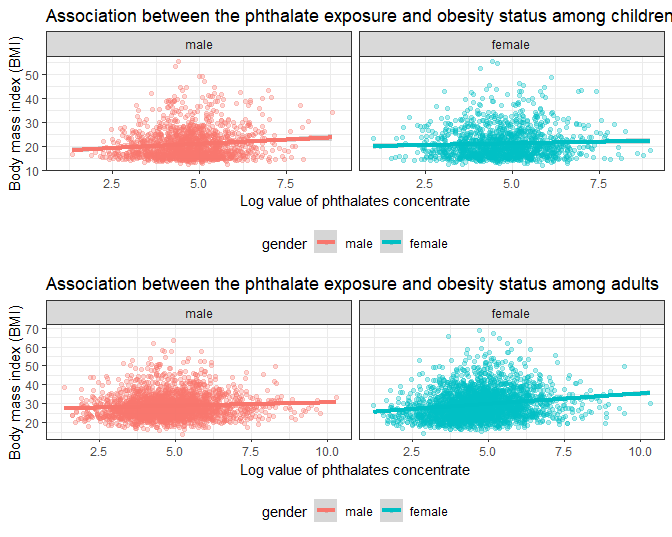 Association between the phthalate exposure and obesity status among children
male female
Body mass index (BMI)
50
40
30
20
10
2.5 5.0 7.5 2.5 5.0 7.5
Log value of phthalates concentrate
gender male female
Association between the phthalate exposure and obesity status among adults
male female
Body mass index (BMI)
70
60
50
40
30
20
2.5 5.0 7.5 10.0 2.5 5.0 7.5 10.0
Log value of phthalates concentrate
gender male female